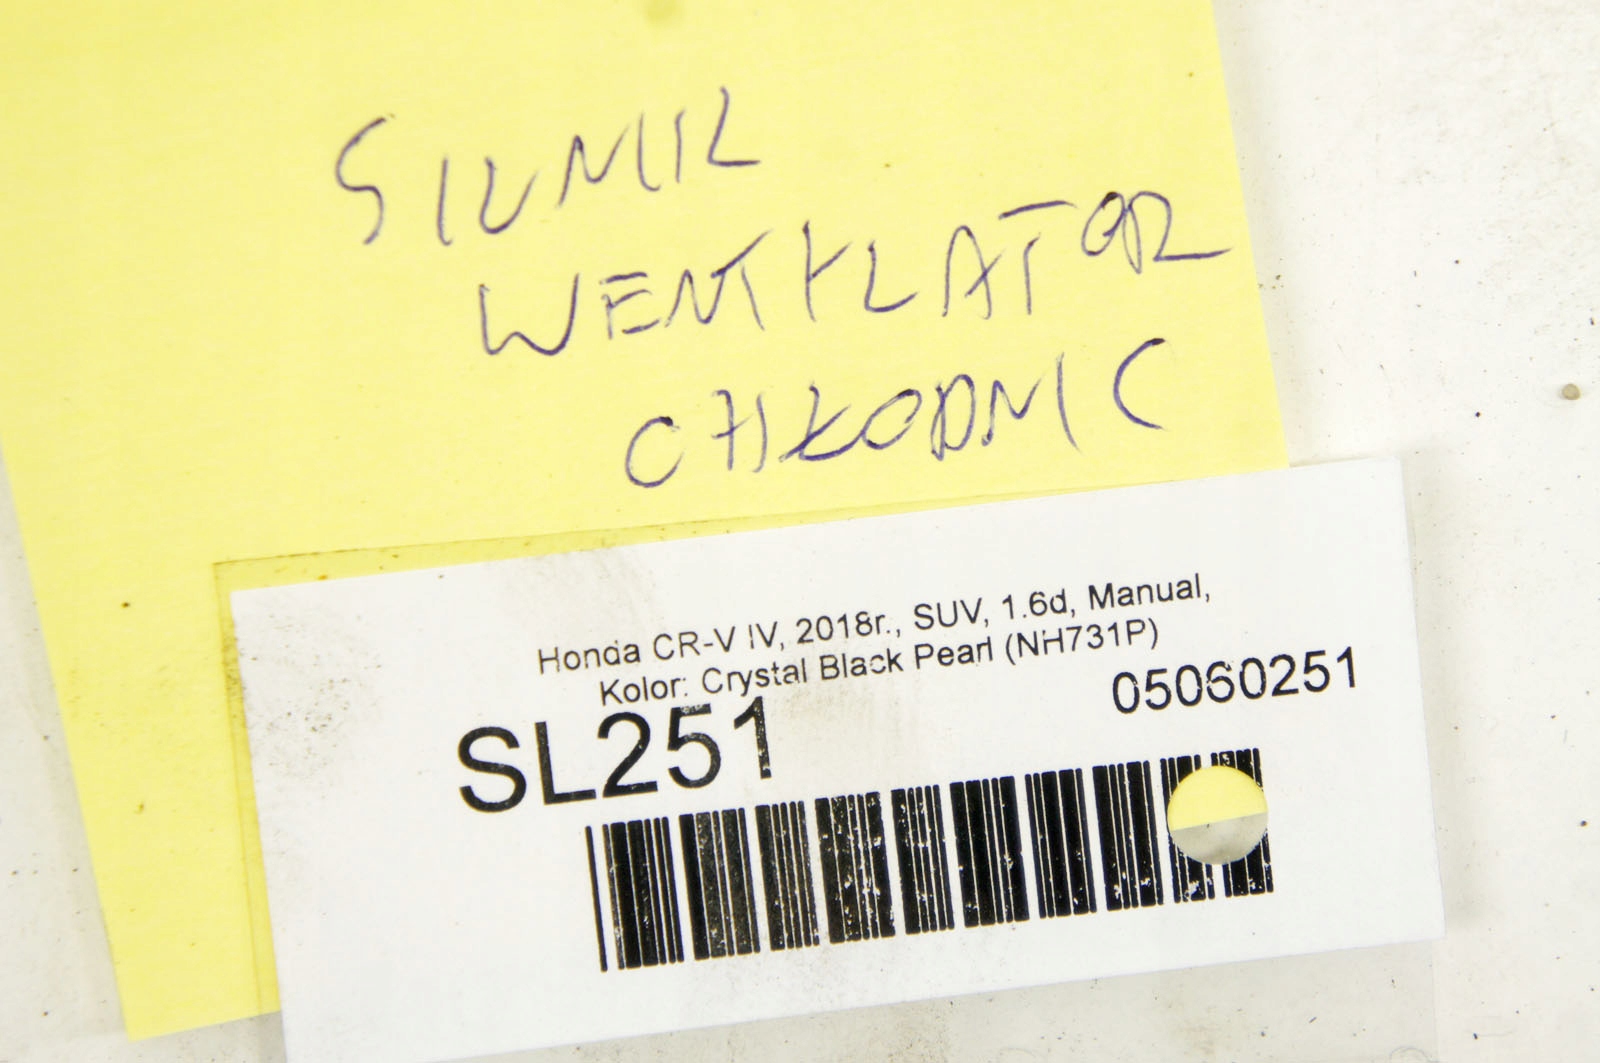 SILNIK
WENTYLATOR
CHŁODNIC
Honda CR-V IV, 2018r., SUV, 1.6d, Manual,
Kolor: Crystal Black Pearl (NH731P)
SL251
05060251